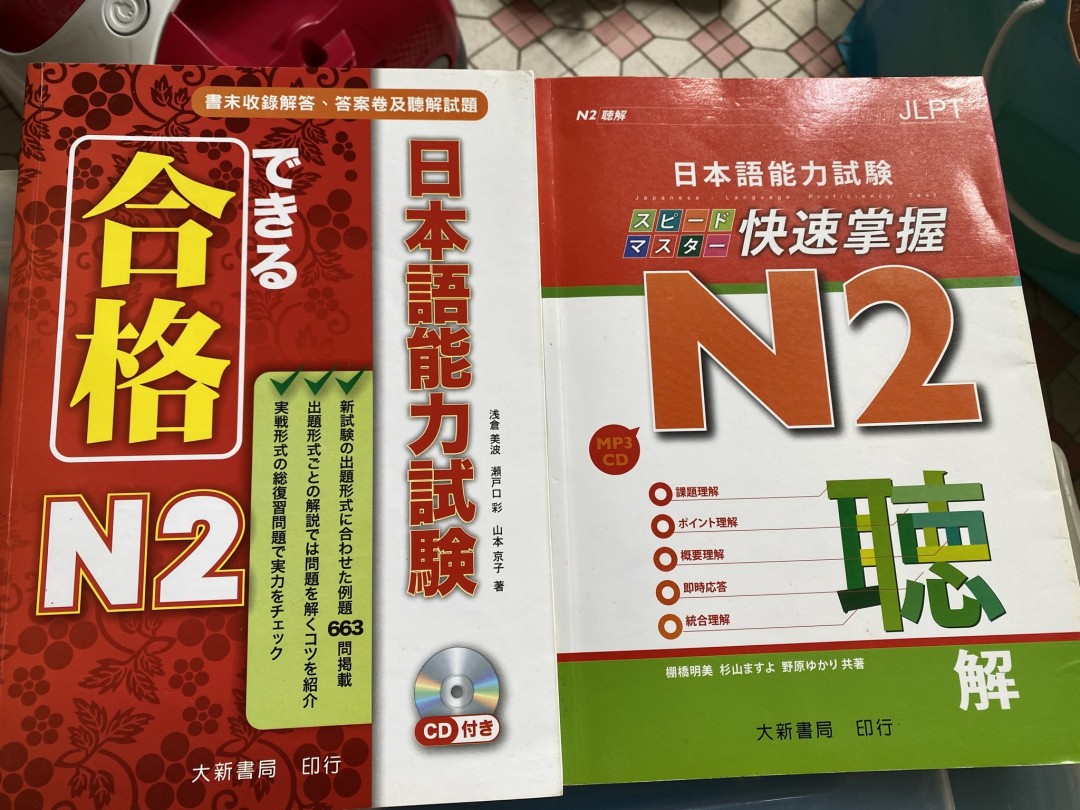 書末收錄解答、答案卷及聽解試題
できる
合格
N2
日本語能力試験
新試験の出題形式に合わせた例題663問掲載
出題形式ごとの解説では問題を解くコツを紹介
実戦形式の総復習問題で実力をチェック
浅倉 美波 瀬戸口 彩 山本 京子 著
CD付き
大新書局 印行
N2 聴解
JLPT
日本語能力試験
Japanese Language Proficiency Test
スピード
マスター
快速掌握
N2
MP3
CD
課題理解
ポイント理解
概要理解
即時応答
統合理解
聴
解
棚橋明美 杉山ますよ 野原ゆかり 共著
大新書局 印行